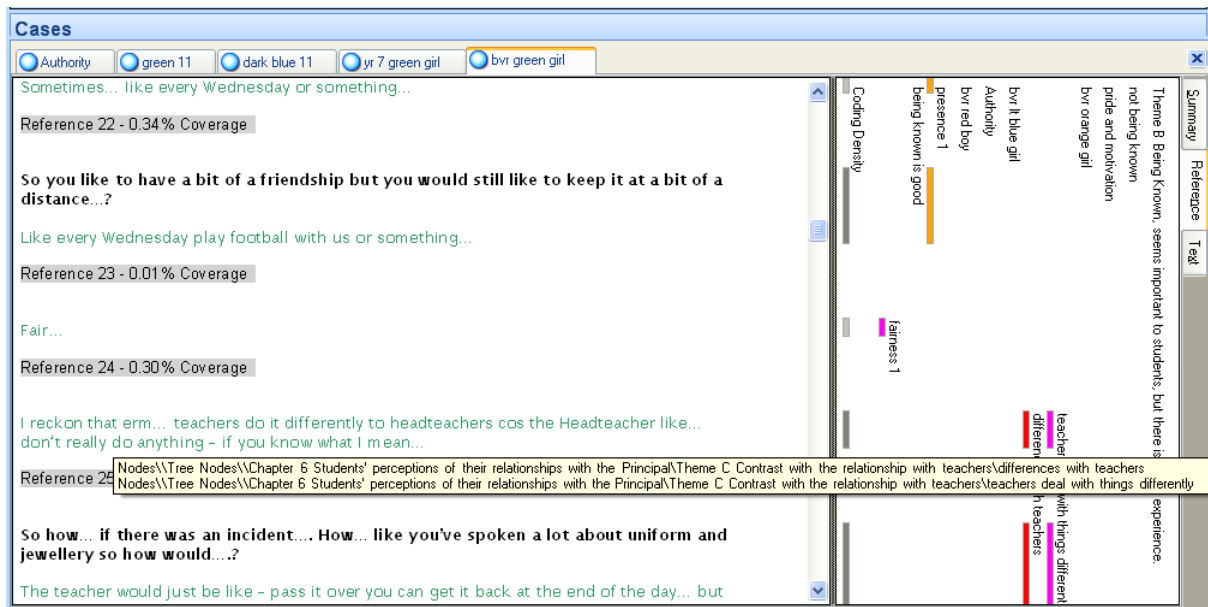 Cases
Authority
green 11
dark blue 11
yr 7 green girl
bvr green girl
Sometimes... like every Wednesday or something...
Reference 22 - 0.34% Coverage
So you like to have a bit of a friendship but you would still like to keep it at a bit of a
distance...?
Like every Wednesday play football with us or something...
Reference 23 - 0.01% Coverage
Fair...
Reference 24 - 0.30% Coverage
I reckon that erm... teachers do it differently to headteachers cos the Headteacher like...
don't really do anything – if you know what I mean...
Reference 25
Nodes\\Tree Nodes\\Chapter 6 Students' perceptions of their relationships with the Principal\Theme C Contrast with the relationship with teachers\differences with teachers
Nodes\\Tree Nodes\\Chapter 6 Students' perceptions of their relationships with the Principal\Theme C Contrast with the relationship with teachers\teachers deal with things differently
So how... if there was an incident.... How... like you've spoken a lot about uniform and
jewellery so how would....?
The teacher would just be like – pass it over you can get it back at the end of the day... but
Coding Density
fairness 1
being known is good
presence 1
bvr red boy
Authority
bvr lt blue girl
teachers
bvr orange girl
with things different
pride and motivation
not being known
Theme B Being Known, seems important to students, but there is
experience.
Summary
Reference
Text